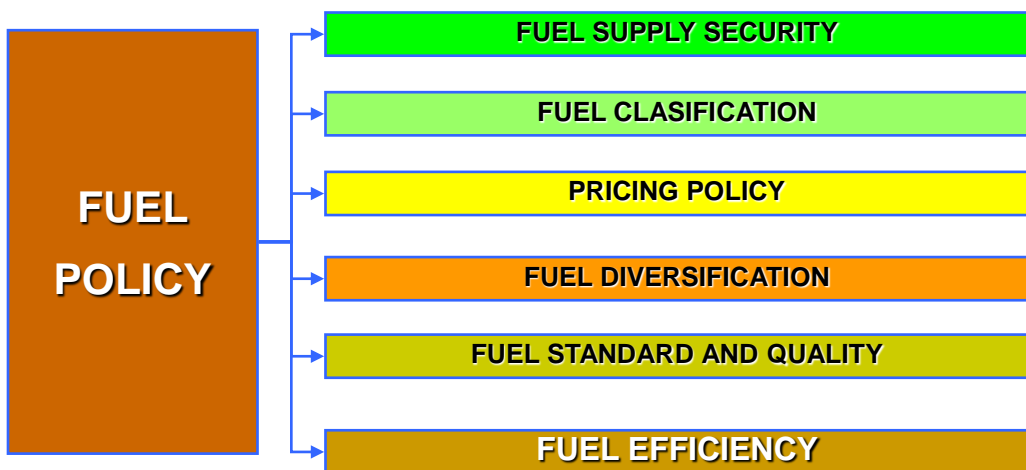 FUEL
POLICY
FUEL SUPPLY SECURITY
FUEL CLASIFICATION
PRICING POLICY
FUEL DIVERSIFICATION
FUEL STANDARD AND QUALITY
FUEL EFFICIENCY